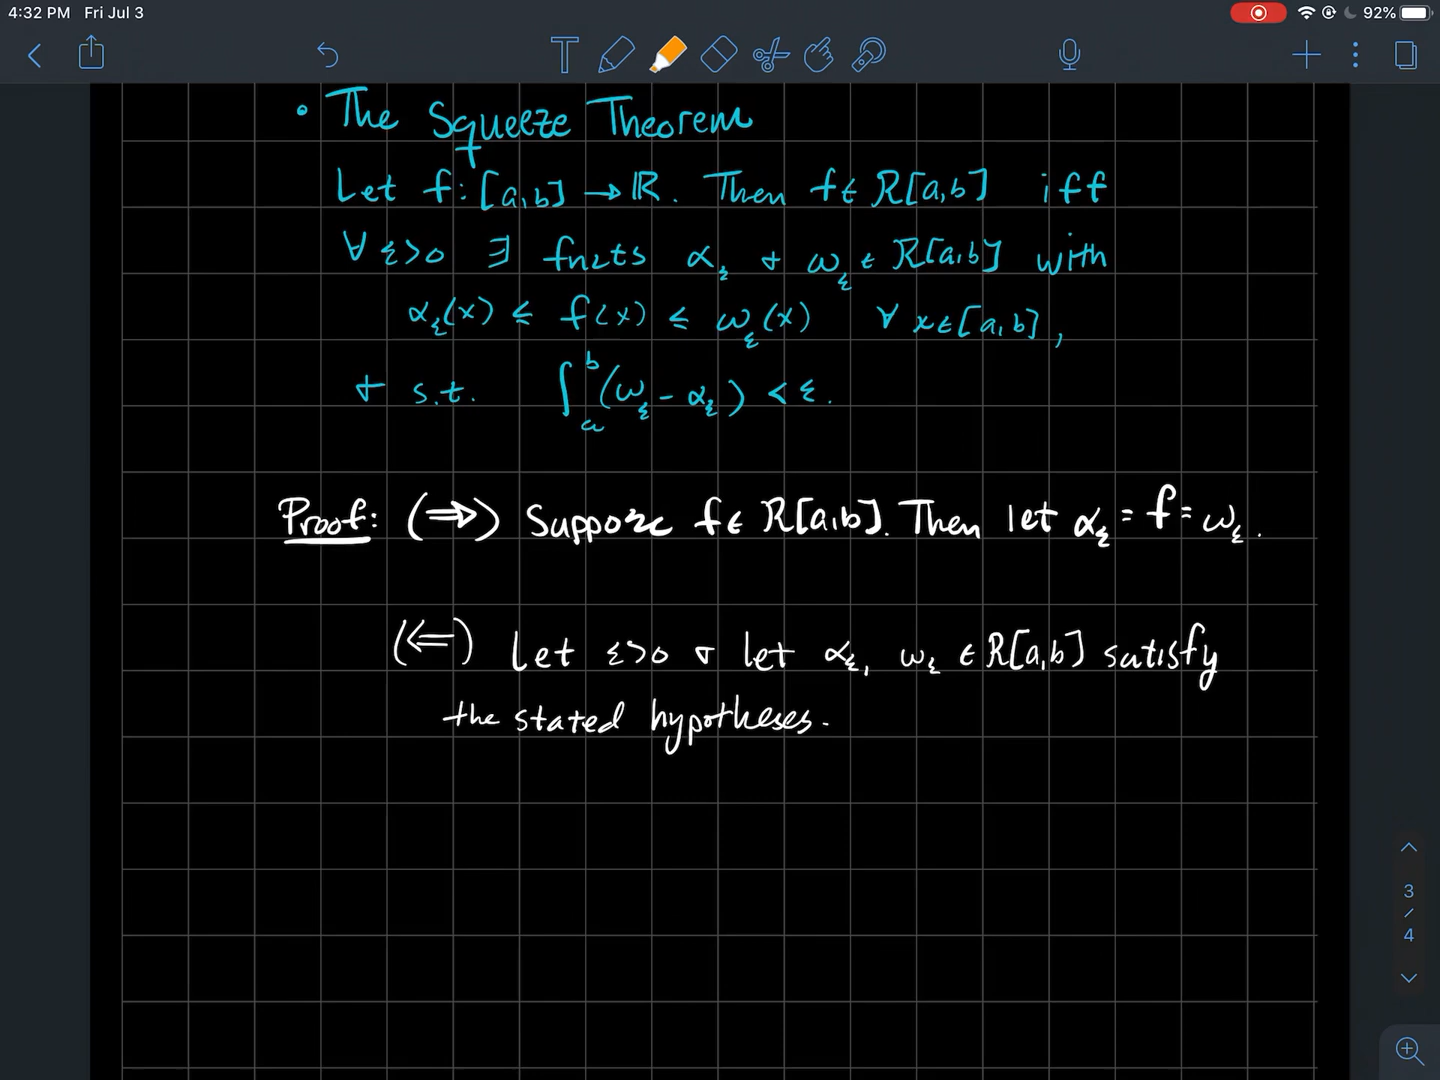 4:32 PM Fri Jul 3 92%
• The Squeeze Theorem
Let f:[a,b] → ℝ. Then f ∈ R[a,b] iff
∀ ε>0 ∃ fncts α_ε + ω_ε ∈ R[a,b] with
α_ε(x) ≤ f(x) ≤ ω_ε(x) ∀ x∈[a,b],
+ s.t. ∫_a^b (ω_ε - α_ε) < ε.
Proof: (⇒) Suppose f ∈ R[a,b]. Then let α_ε = f = ω_ε.
(⇐) Let ε>0 + let α_ε, ω_ε ∈ R[a,b] satisfy
the stated hypotheses.
3
/
4